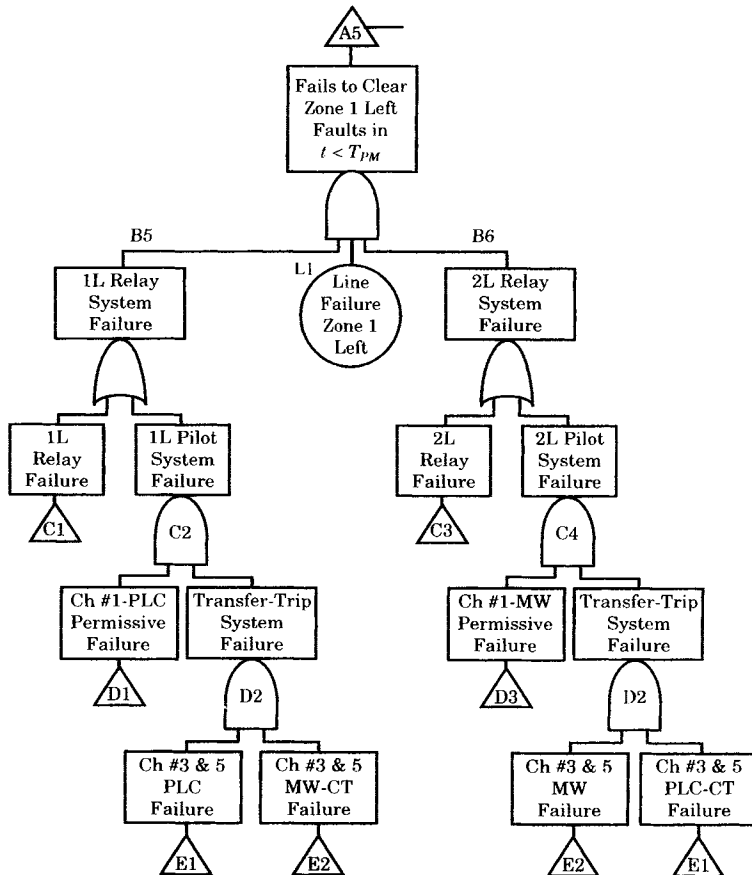 A5
Fails to Clear
Zone 1 Left
Faults in
t < T_PM
B5
B6
1L Relay
System
Failure
L1
Line
Failure
Zone 1
Left
2L Relay
System
Failure
1L
Relay
Failure
1L Pilot
System
Failure
2L
Relay
Failure
2L Pilot
System
Failure
C1
C2
C3
C4
Ch #1-PLC
Permissive
Failure
Transfer-Trip
System
Failure
Ch #1-MW
Permissive
Failure
Transfer-Trip
System
Failure
D1
D2
D3
D2
Ch #3 & 5
PLC
Failure
Ch #3 & 5
MW-CT
Failure
Ch #3 & 5
MW
Failure
Ch #3 & 5
PLC-CT
Failure
E1
E2
E2
E1